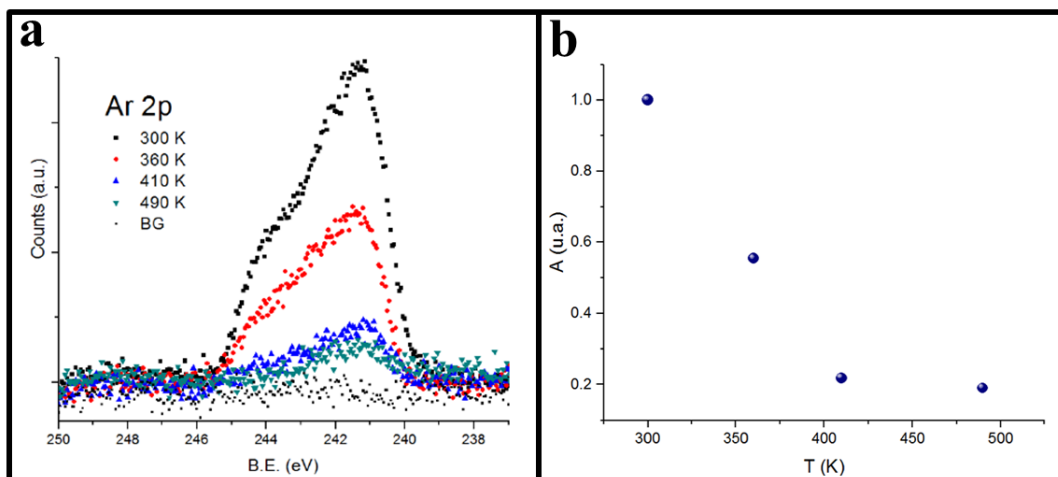 a
Ar 2p
300 K
360 K
410 K
490 K
BG
Counts (a.u.)
250 248 246 244 242 240 238
B.E. (eV)
b
1.0
0.8
0.6
0.4
0.2
A (u.a.)
300 350 400 450 500
T (K)